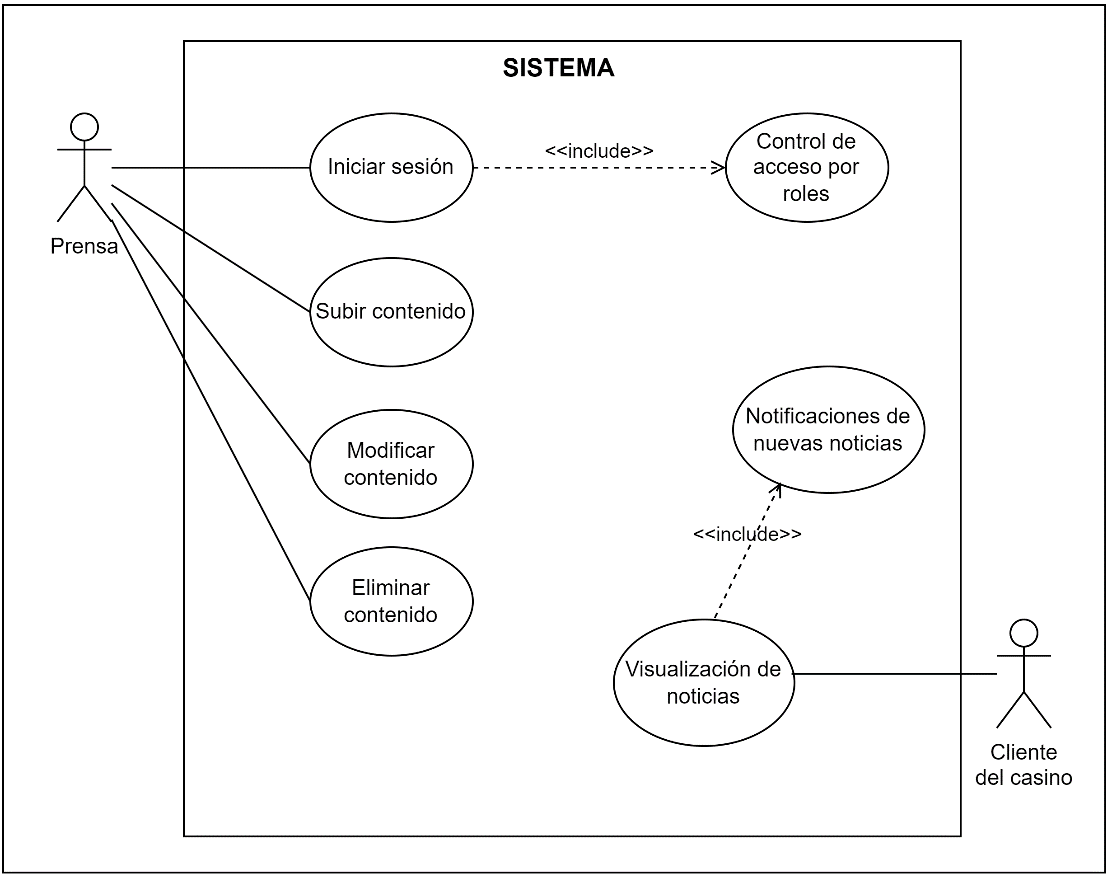 SISTEMA
Iniciar sesión
<<include>>
Control de
acceso por
roles
Prensa
Subir contenido
Modificar
contenido
Notificaciones de
nuevas noticias
<<include>>
Eliminar
contenido
Visualización de
noticias
Cliente
del casino